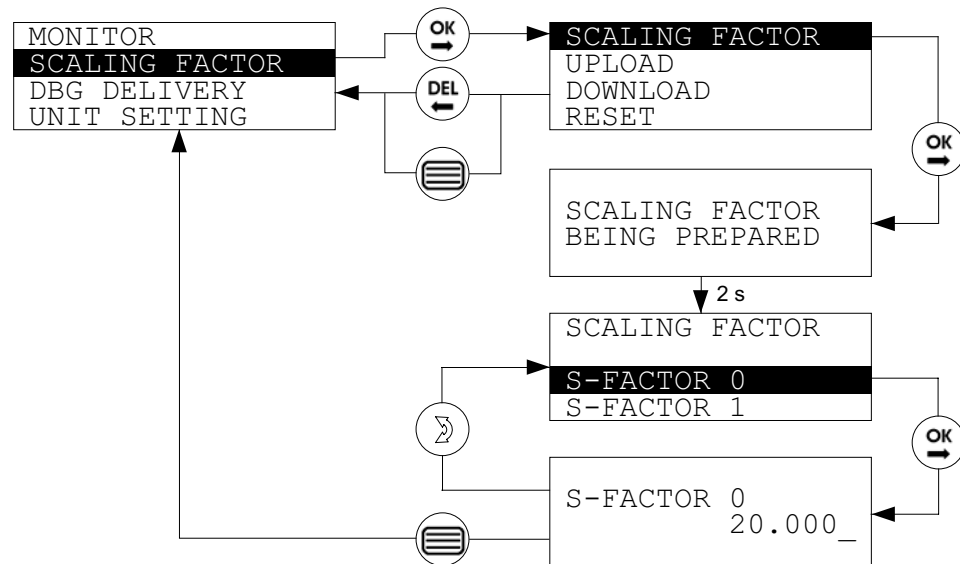 MONITOR
SCALING FACTOR
DBG DELIVERY
UNIT SETTING
OK
DEL
SCALING FACTOR
UPLOAD
DOWNLOAD
RESET
OK
SCALING FACTOR
BEING PREPARED
2 s
SCALING FACTOR
S-FACTOR 0
S-FACTOR 1
OK
S-FACTOR 0
20.000_